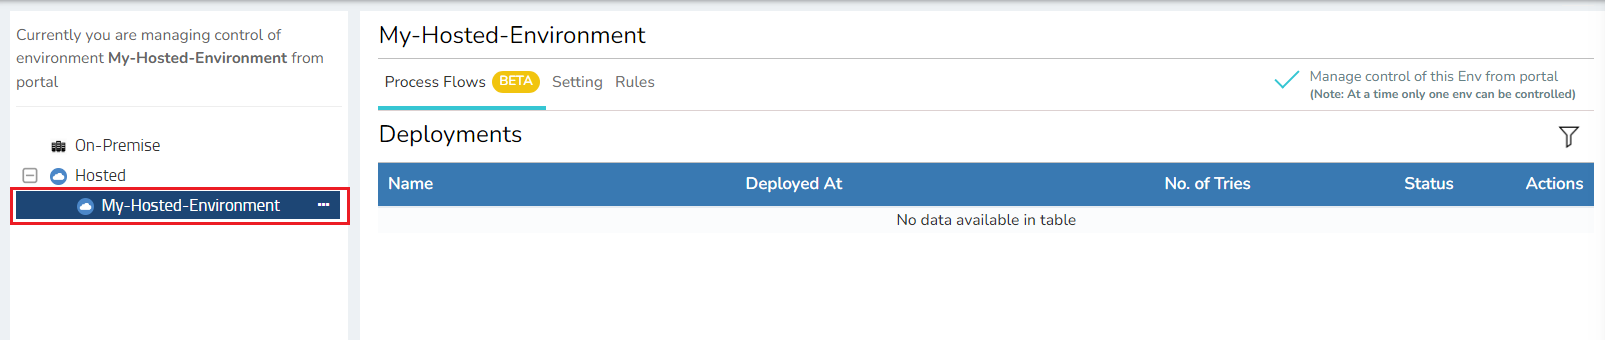 Currently you are managing control of
environment My-Hosted-Environment from
portal
On-Premise
Hosted
My-Hosted-Environment
My-Hosted-Environment
Process Flows BETA Setting Rules
Manage control of this Env from portal
(Note: At a time only one env can be controlled)
Deployments
Name Deployed At No. of Tries Status Actions
No data available in table